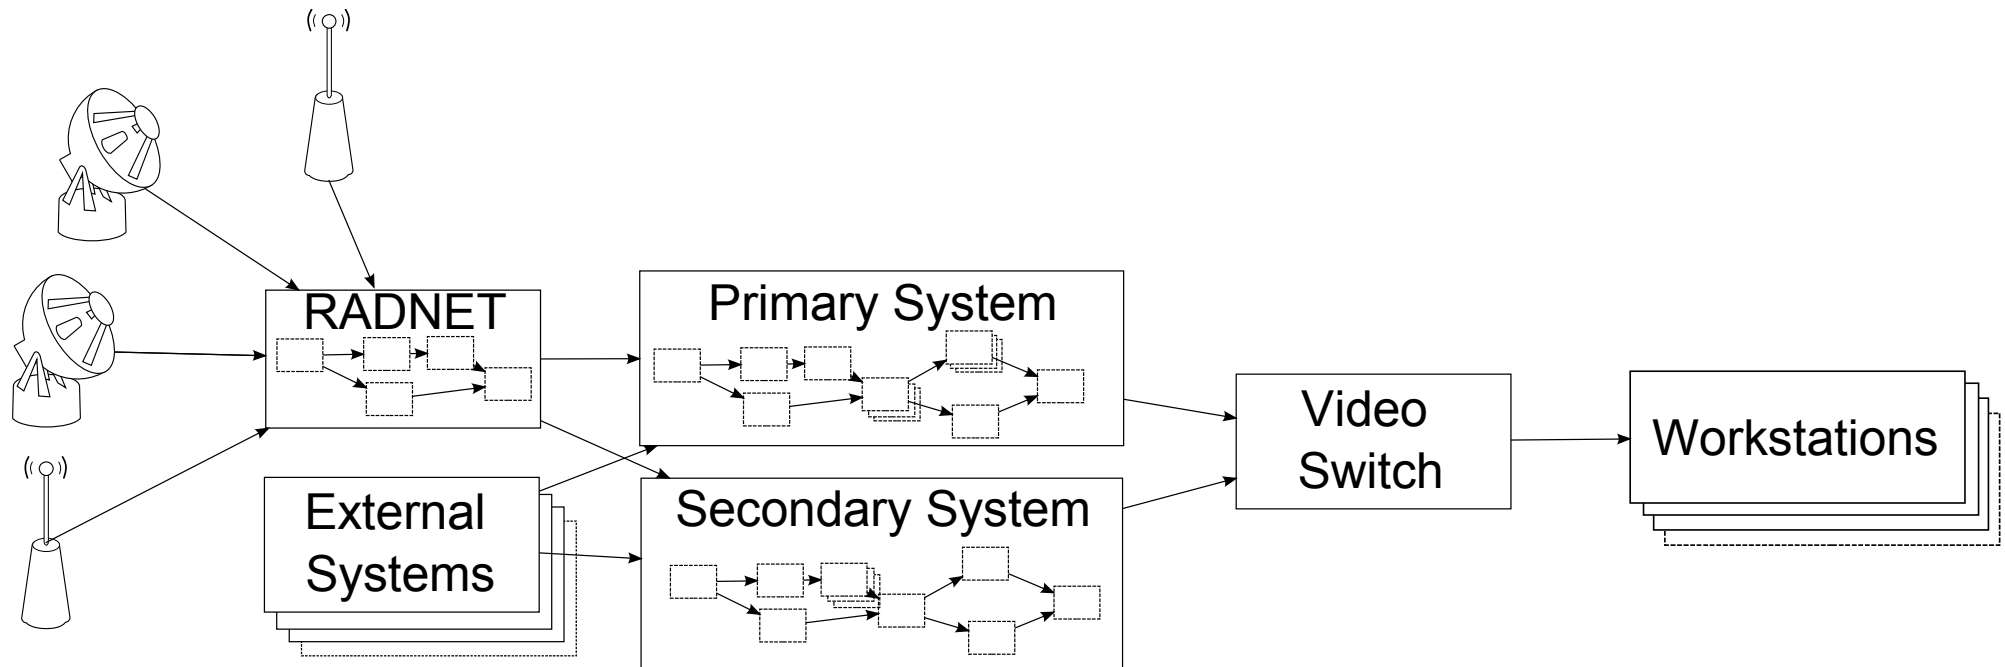 RADNET
Primary System
External
Systems
Secondary System
Video
Switch
Workstations